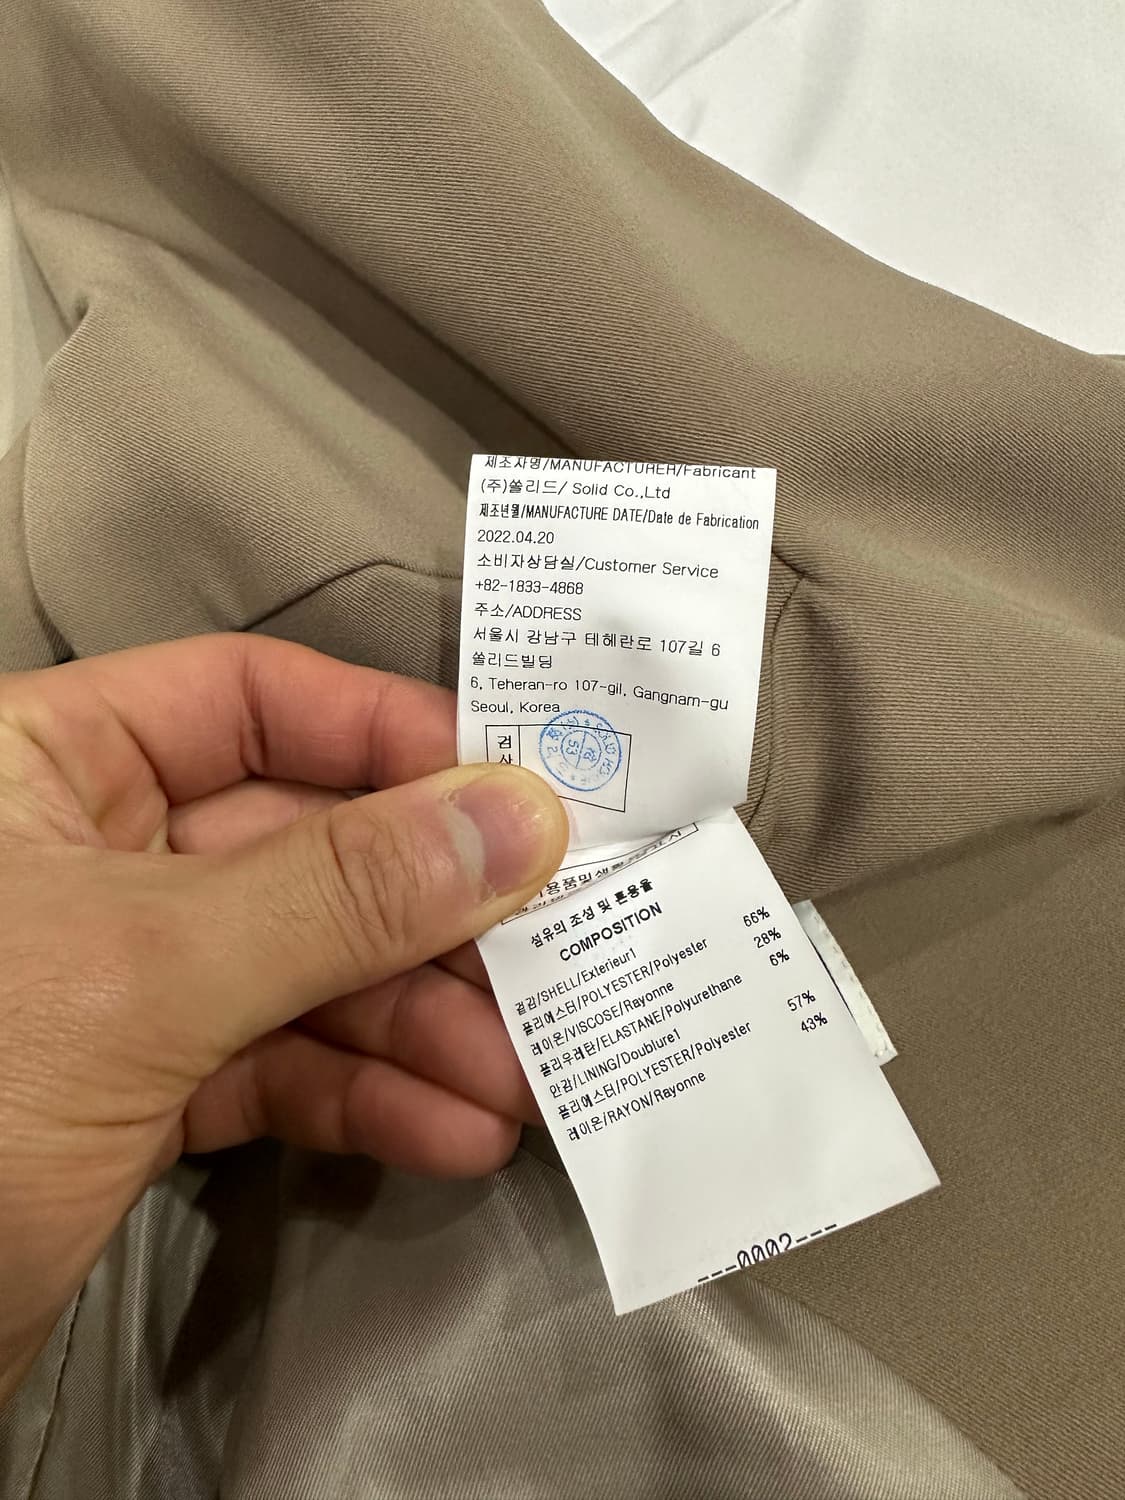 제조자명/MANUFACTURER/Fabricant
(주)쏠리드/ Solid Co.,Ltd
제조년월/MANUFACTURE DATE/Date de Fabrication
2022.04.20
소비자상담실/Customer Service
+82-1833-4868
주소/ADDRESS
서울시 강남구 테헤란로 107길 6
쏠리드빌딩
6, Teheran-ro 107-gil, Gangnam-gu
Seoul, Korea
검
사
섬유의 조성 및 혼용율
COMPOSITION
겉감/SHELL/Exterieur1
폴리에스터/POLYESTER/Polyester 66%
레이온/VISCOSE/Rayonne 28%
폴리우레탄/ELASTANE/Polyurethane 6%
안감/LINING/Doublure1
폴리에스터/POLYESTER/Polyester 57%
레이온/RAYON/Rayonne 43%
---0002---